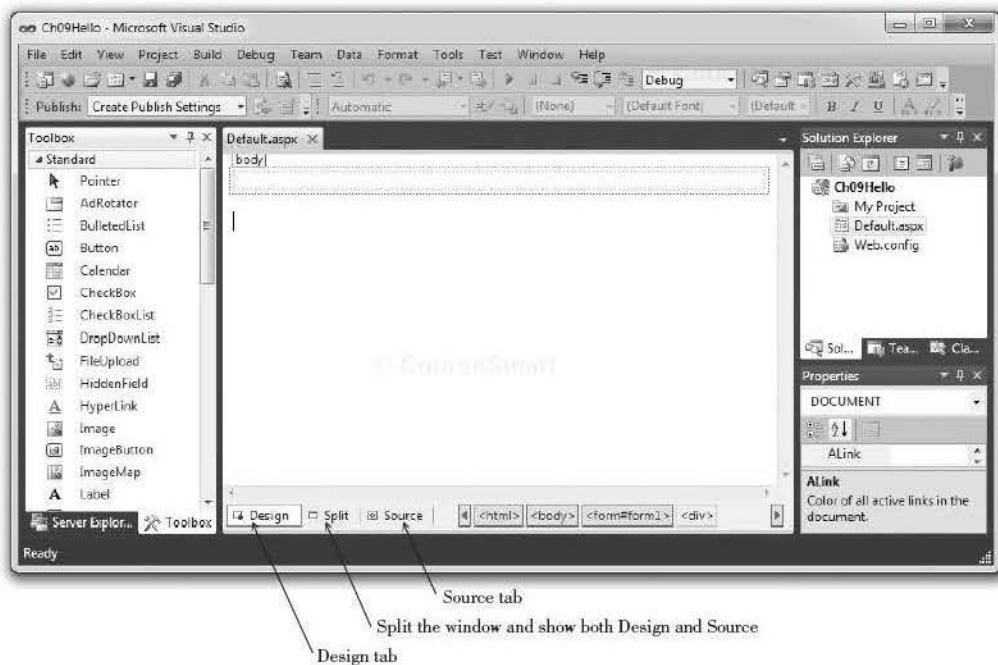 Ch09Hello - Microsoft Visual Studio
File Edit View Project Build Debug Team Data Format Tools Test Window Help
Debug
Publish: Create Publish Settings Automatic (None) (Default Font) (Default B I U A
Toolbox
Standard
Pointer
AdRotator
BulletedList
Button
Calendar
CheckBox
CheckBoxList
DropDownList
FileUpload
HiddenField
HyperLink
Image
ImageButton
ImageMap
A Label
Server Explor... Toolbox
Default.aspx
body
© CourseSmart
Design Split Source <html> <body> <form#form1> <div>
Solution Explorer
Ch09Hello
My Project
Default.aspx
Web.config
Sol... Tea... Cla...
Properties
DOCUMENT
ALink
ALink
Color of all active links in the
document.
Ready
Source tab
Split the window and show both Design and Source
Design tab